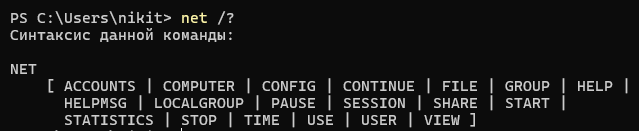 PS C:\Users\nikit> net /?
Синтаксис данной команды:
NET
[ ACCOUNTS | COMPUTER | CONFIG | CONTINUE | FILE | GROUP | HELP |
HELPMSG | LOCALGROUP | PAUSE | SESSION | SHARE | START |
STATISTICS | STOP | TIME | USE | USER | VIEW ]